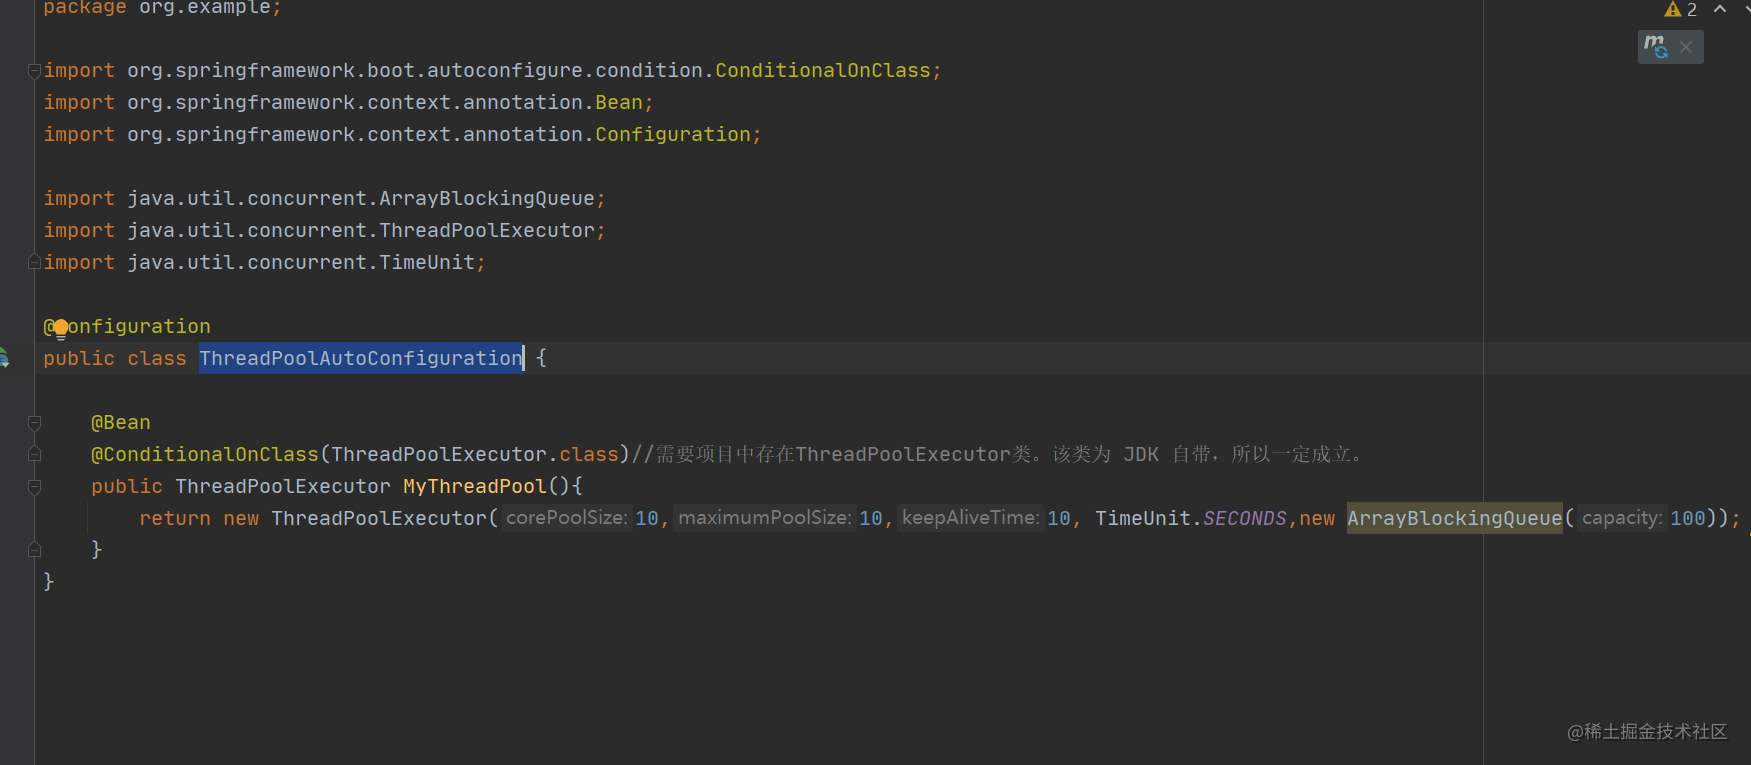 package org.example;
2
import org.springframework.boot.autoconfigure.condition.ConditionalOnClass;
import org.springframework.context.annotation.Bean;
import org.springframework.context.annotation.Configuration;
import java.util.concurrent.ArrayBlockingQueue;
import java.util.concurrent.ThreadPoolExecutor;
import java.util.concurrent.TimeUnit;
@Configuration
public class ThreadPoolAutoConfiguration {
@Bean
@ConditionalOnClass(ThreadPoolExecutor.class)//需要项目中存在ThreadPoolExecutor类。该类为 JDK 自带，所以一定成立。
public ThreadPoolExecutor MyThreadPool(){
return new ThreadPoolExecutor( corePoolSize: 10, maximumPoolSize: 10, keepAliveTime: 10, TimeUnit.SECONDS,new ArrayBlockingQueue( capacity: 100));
}
}
@稀土掘金技术社区